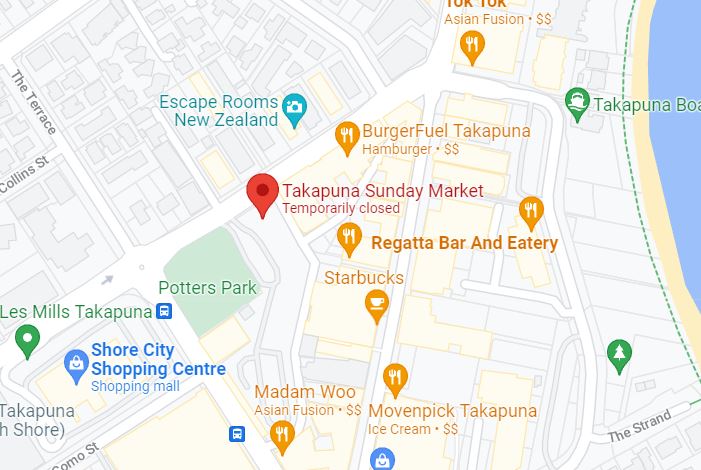 Tok Tok
Asian Fusion • $$
The Terrace
Escape Rooms
New Zealand
Takapuna Boa
BurgerFuel Takapuna
Hamburger • $$
Collins St
Takapuna Sunday Market
Temporarily closed
Regatta Bar And Eatery
Starbucks
Potters Park
Les Mills Takapuna
Shore City
Shopping Centre
Shopping mall
Madam Woo
Asian Fusion • $$
Movenpick Takapuna
Ice Cream • $$
Takapuna
h Shore)
The Strand
Como St